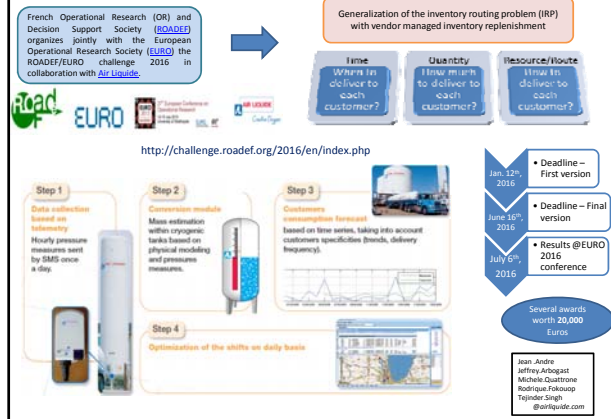 French Operational Research (OR) and
Decision Support Society (ROADEF)
organizes jointly with the European
Operational Research Society (EURO) the
ROADEF/EURO challenge 2016 in
collaboration with Air Liquide.
Generalization of the inventory routing problem (IRP)
with vendor managed inventory replenishment
Time
When to
deliver to
each
customer?
Quantity
How much
to deliver to
each
customer?
Resource/Route
How to
deliver to
each
customer?
EURO
AIR LIQUIDE
http://challenge.roadef.org/2016/en/index.php
Step 1
Data collection
based on
telemetry
Hourly pressure
measures sent
by SMS once
a day.
Step 2
Conversion module
Mass estimation
within cryogenic
tanks based on
physical modeling
and pressures
measures.
Step 3
Customers
consumption forecast
based on time series, taking into account
customers specificities (trends, delivery
frequency).
Step 4
Optimization of the shifts on daily basis
Jan. 12th,
2016
• Deadline –
First version
June 16th,
2016
• Deadline – Final
version
July 6th,
2016
• Results @EURO
2016
conference
Several awards
worth 20,000
Euros
Jean .Andre
Jeffrey.Arbogast
Michele.Quattrone
Rodrigue.Fokouop
Tejinder.Singh
@airliquide.com